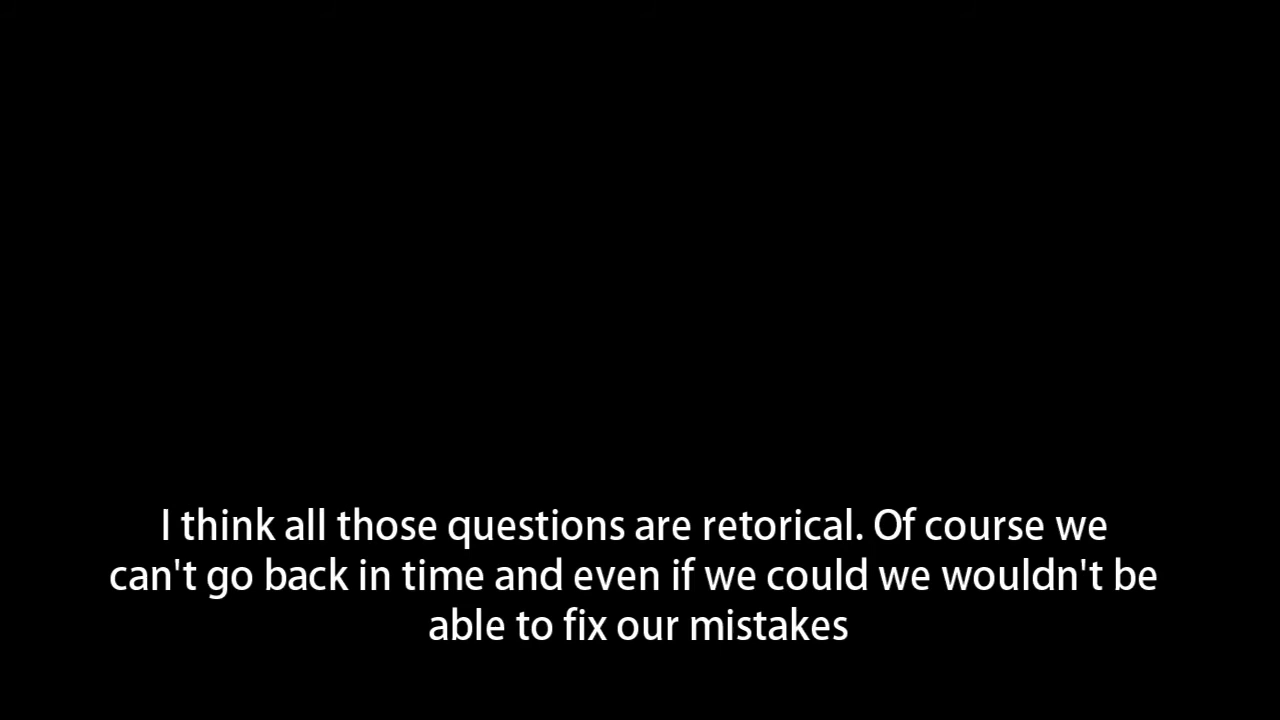 I think all those questions are retorical. Of course we
can't go back in time and even if we could we wouldn't be
able to fix our mistakes